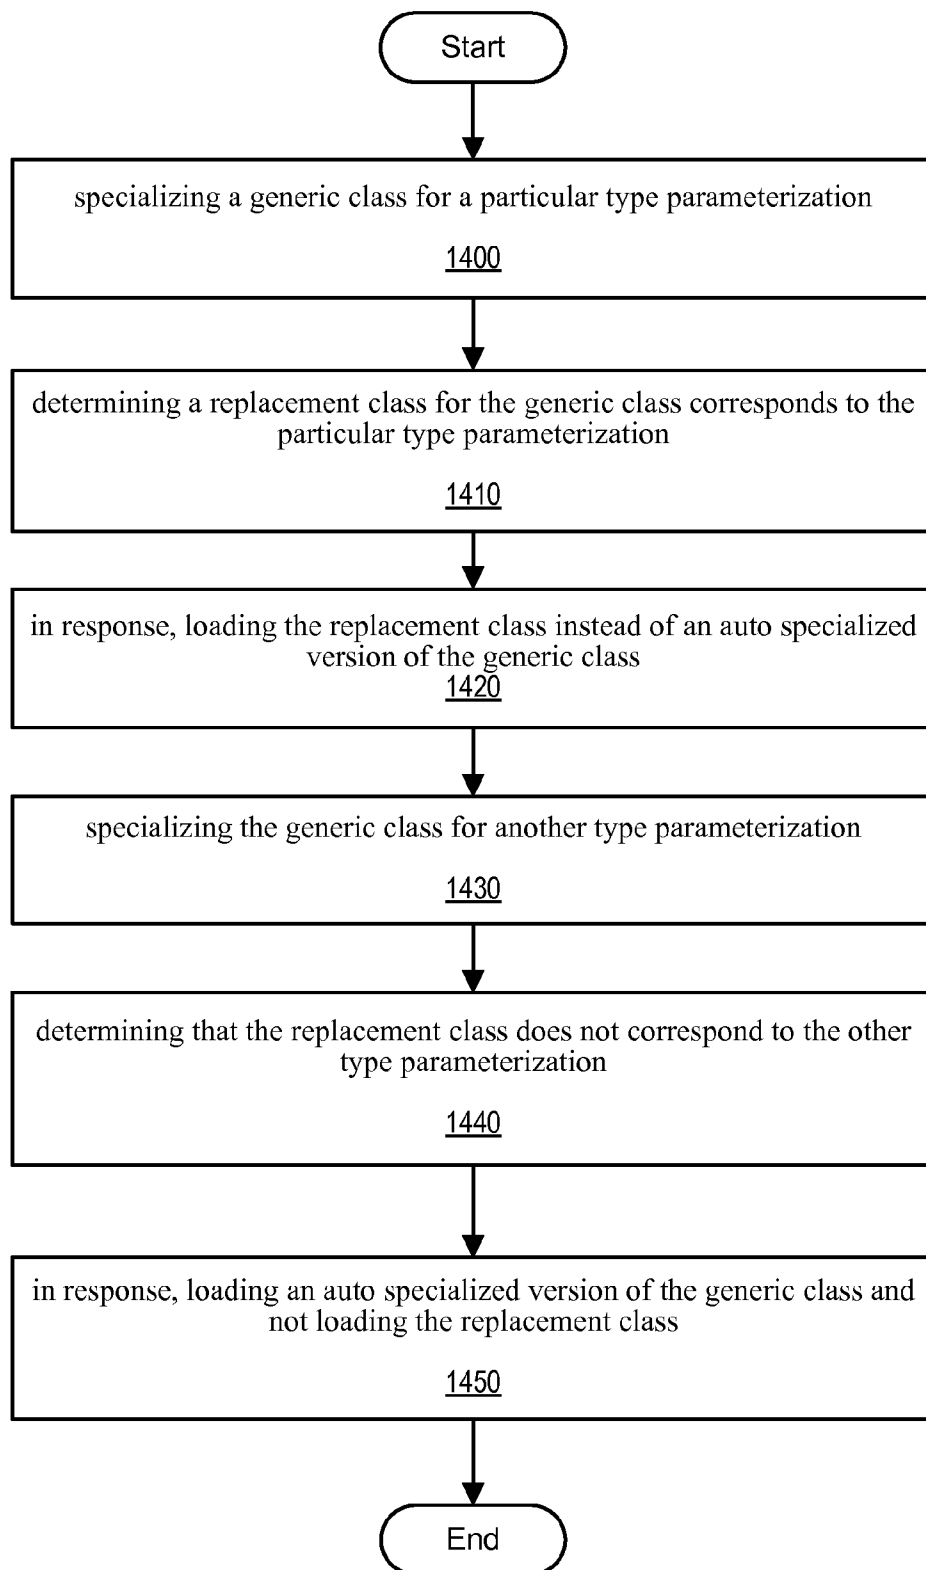 Start
specializing a generic class for a particular type parameterization
1400
determining a replacement class for the generic class corresponds to the
particular type parameterization
1410
in response, loading the replacement class instead of an auto specialized
version of the generic class
1420
specializing the generic class for another type parameterization
1430
determining that the replacement class does not correspond to the other
type parameterization
1440
in response, loading an auto specialized version of the generic class and
not loading the replacement class
1450
End